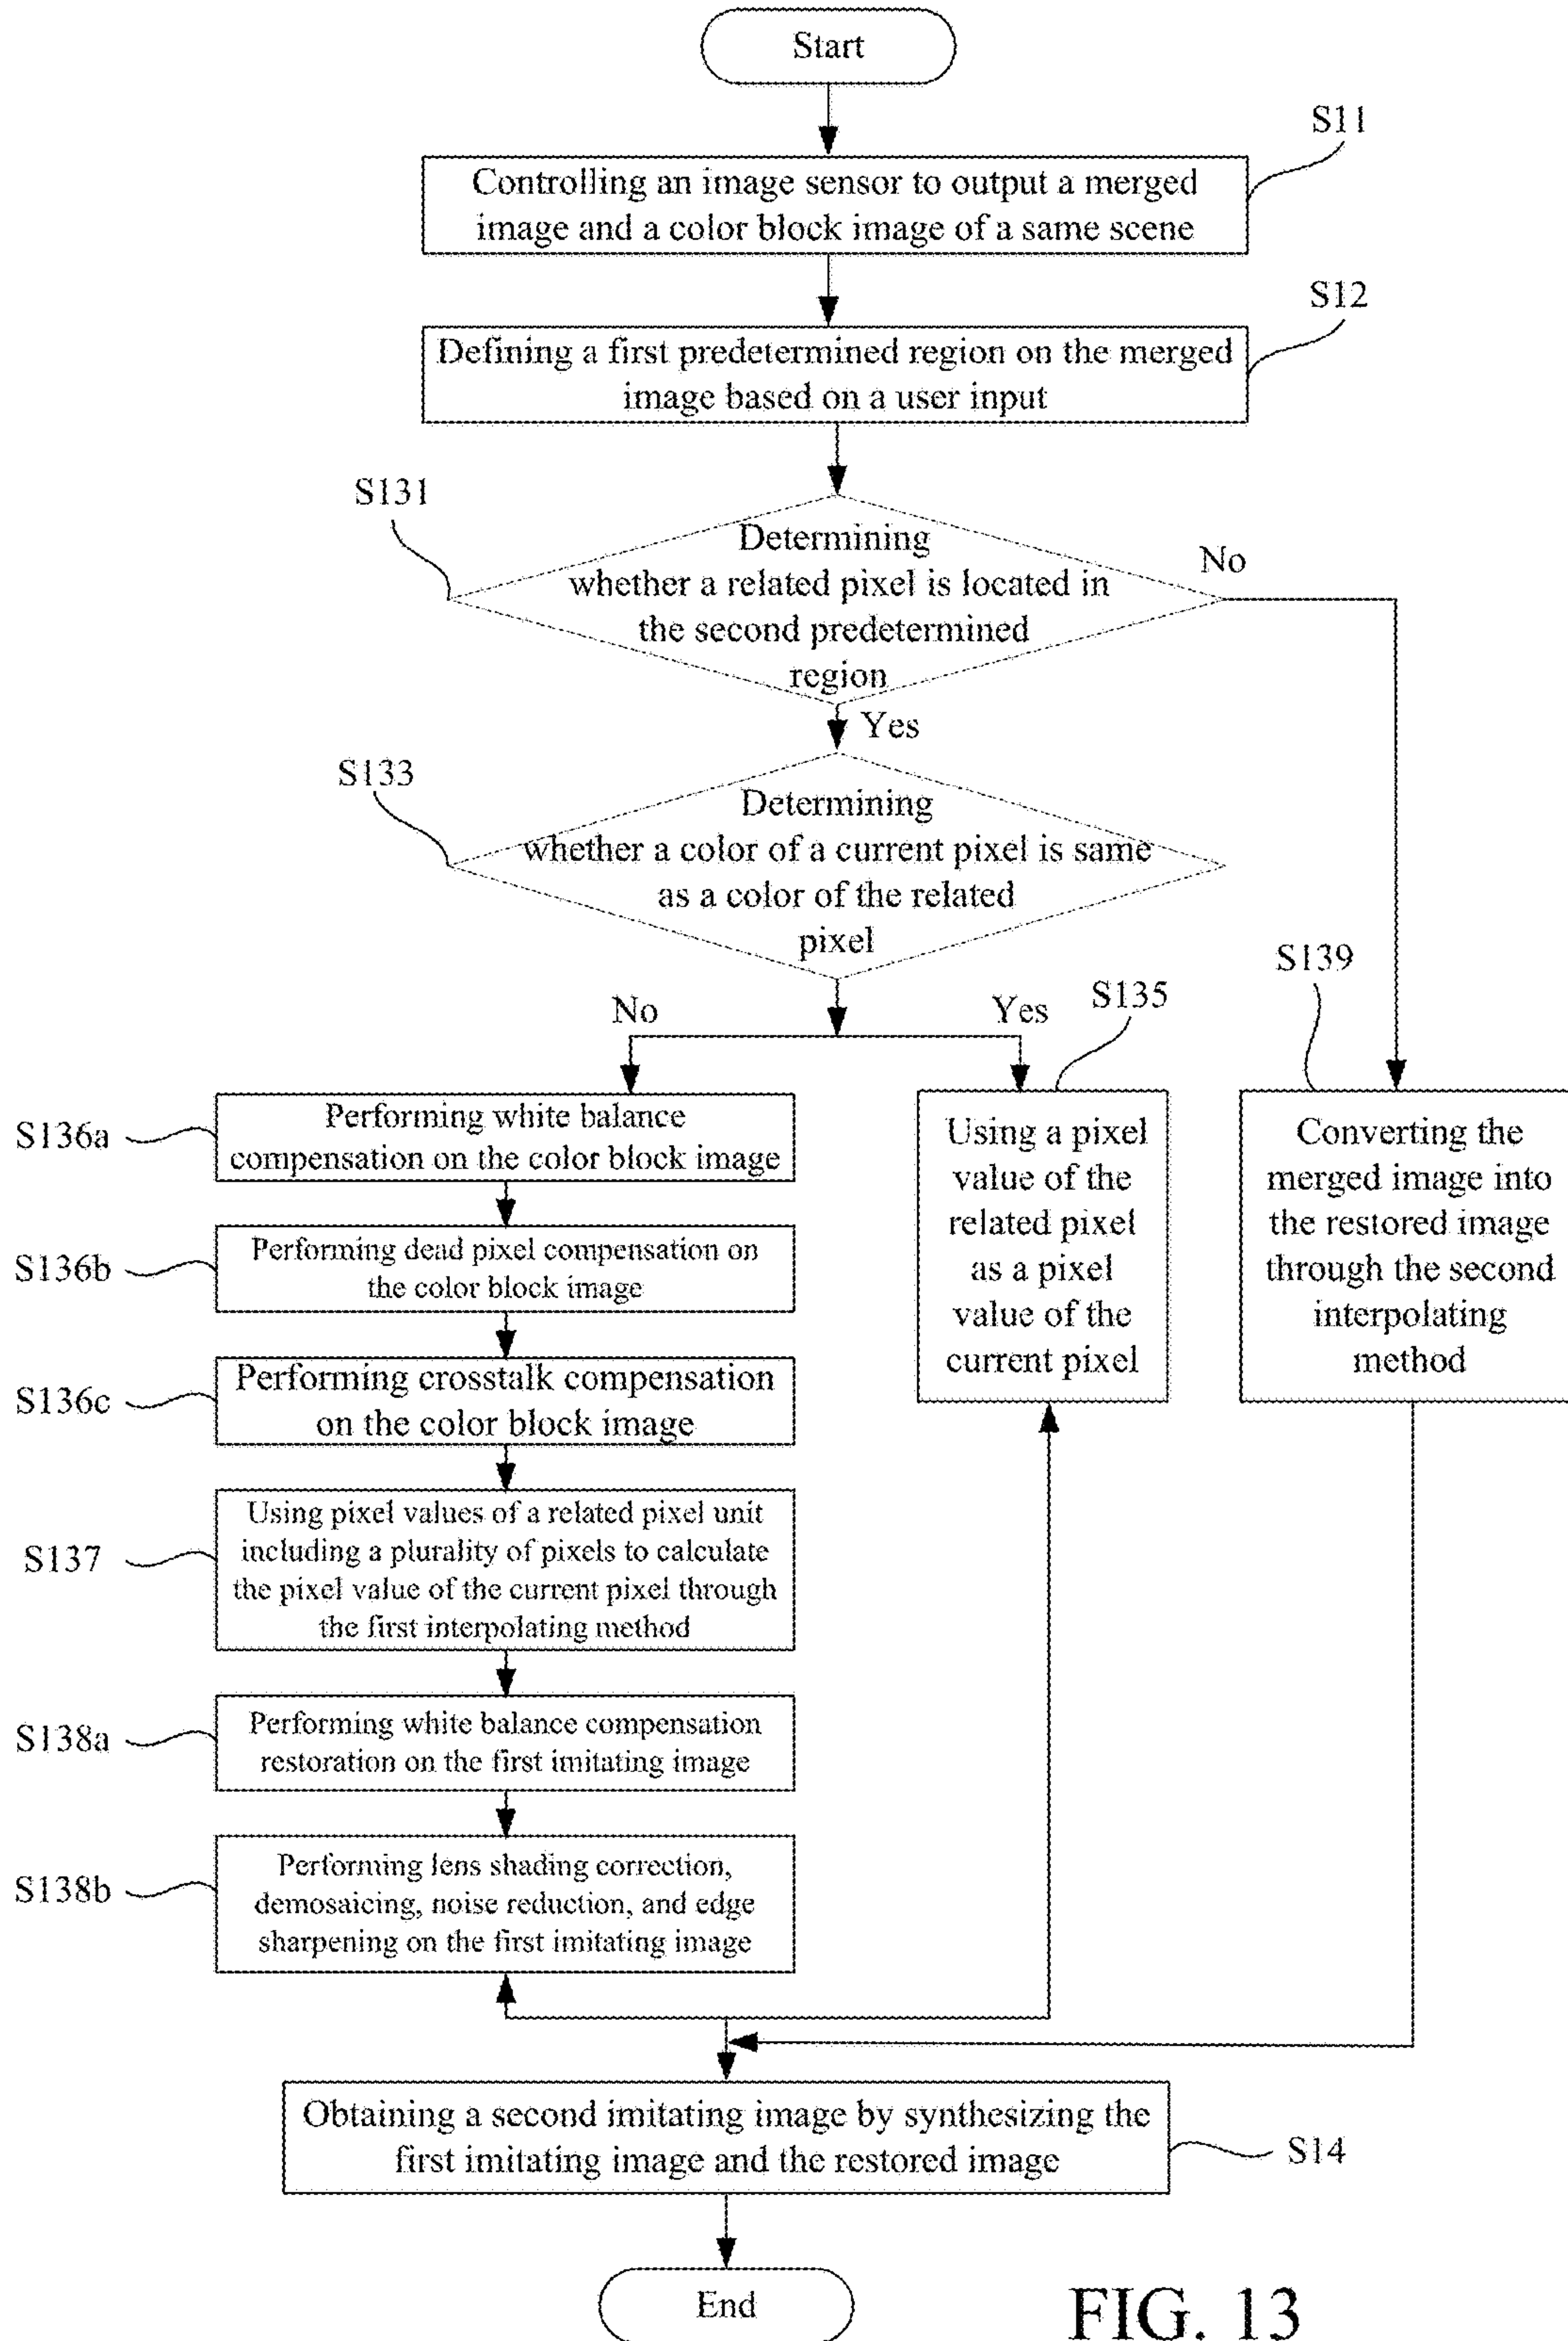 Start
S11
Controlling an image sensor to output a merged
image and a color block image of a same scene
S12
Defining a first predetermined region on the merged
image based on a user input
S131
Determining
whether a related pixel is located in
the second predetermined
region
No
Yes
S133
Determining
whether a color of a current pixel is same
as a color of the related
pixel
No
Yes
S135
S139
S136a
Performing white balance
compensation on the color block image
Using a pixel
value of the
related pixel
as a pixel
value of the
current pixel
Converting the
merged image into
the restored image
through the second
interpolating
method
S136b
Performing dead pixel compensation on
the color block image
S136c
Performing crosstalk compensation
on the color block image
S137
Using pixel values of a related pixel unit
including a plurality of pixels to calculate
the pixel value of the current pixel through
the first interpolating method
S138a
Performing white balance compensation
restoration on the first imitating image
S138b
Performing lens shading correction,
demosaicing, noise reduction, and edge
sharpening on the first imitating image
Obtaining a second imitating image by synthesizing the
first imitating image and the restored image
S14
End
FIG. 13